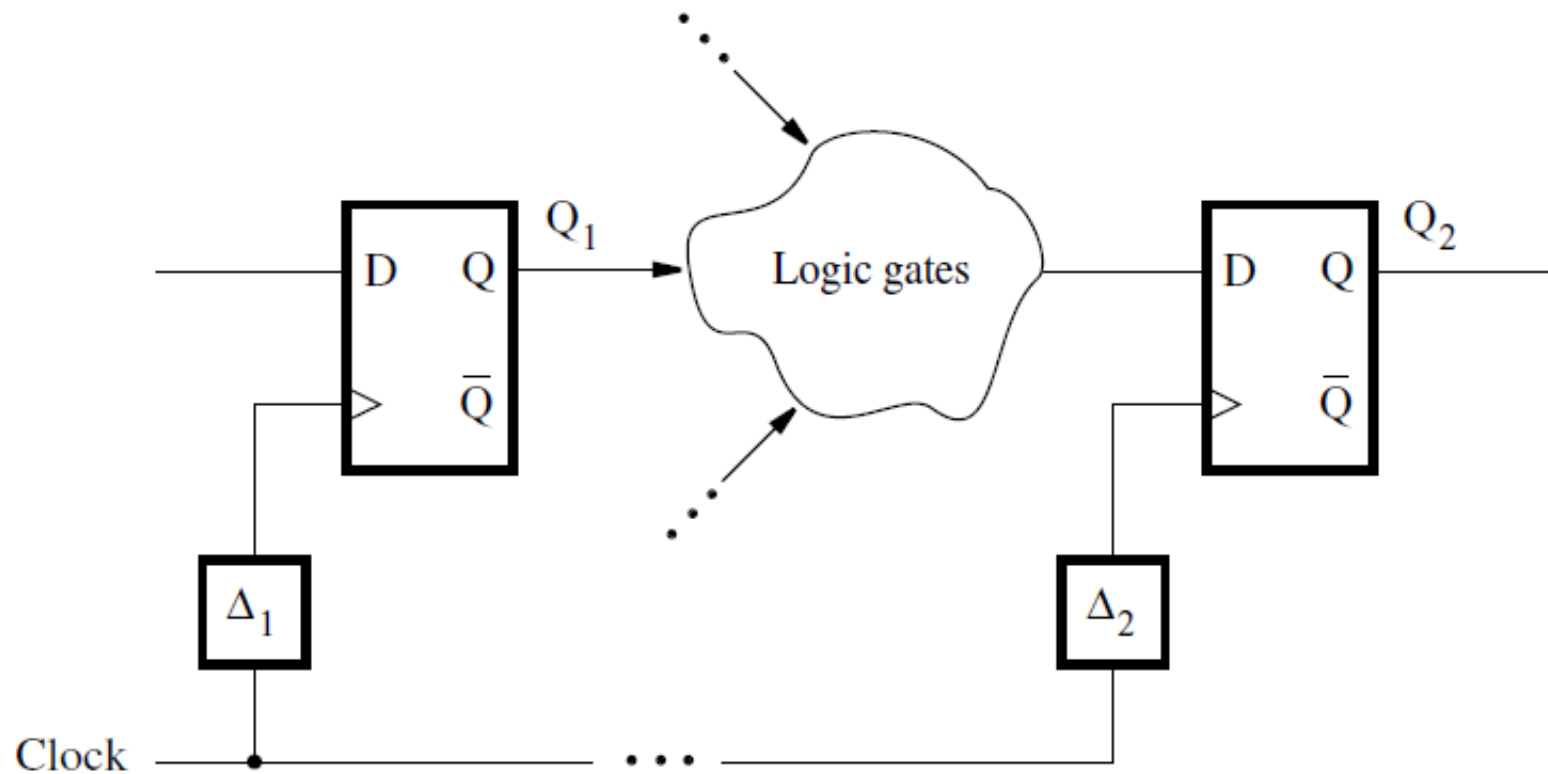 Q₁
Q₂
D Q
Logic gates
D Q
Q̅
Q̅
Δ₁
Δ₂
Clock